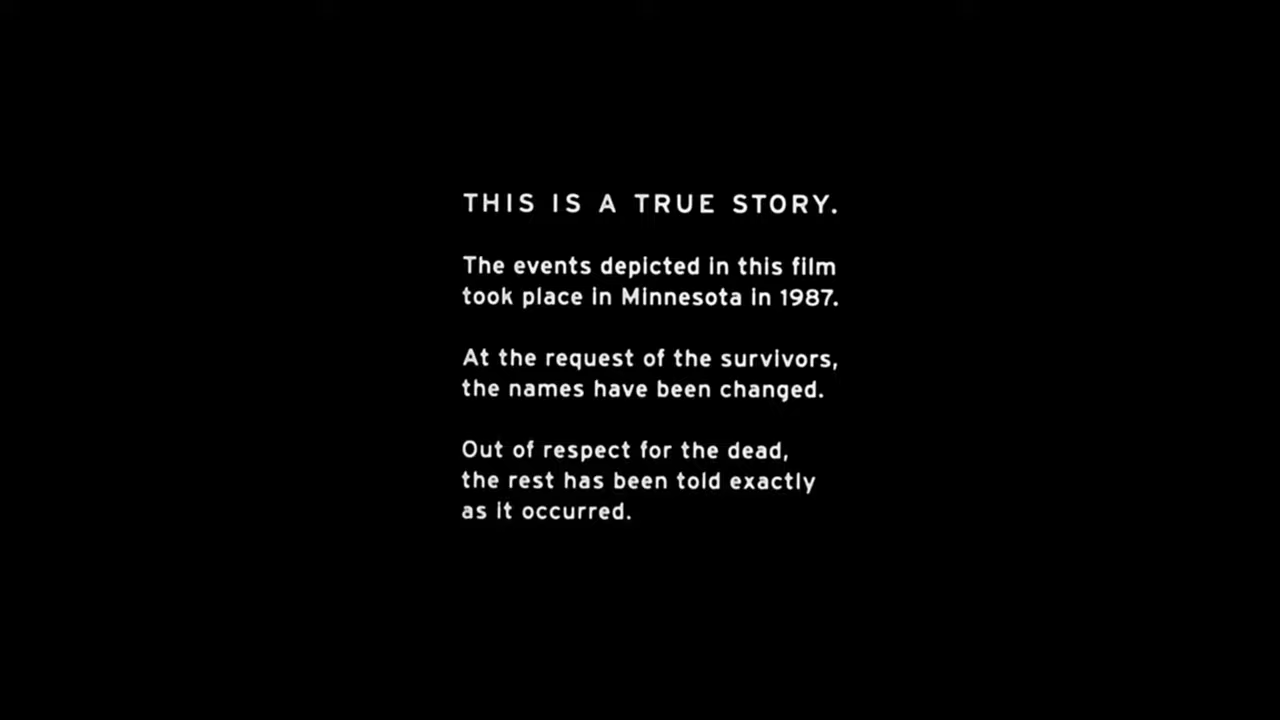 THIS IS A TRUE STORY.
The events depicted in this film
took place in Minnesota in 1987.
At the request of the survivors,
the names have been changed.
Out of respect for the dead,
the rest has been told exactly
as it occurred.